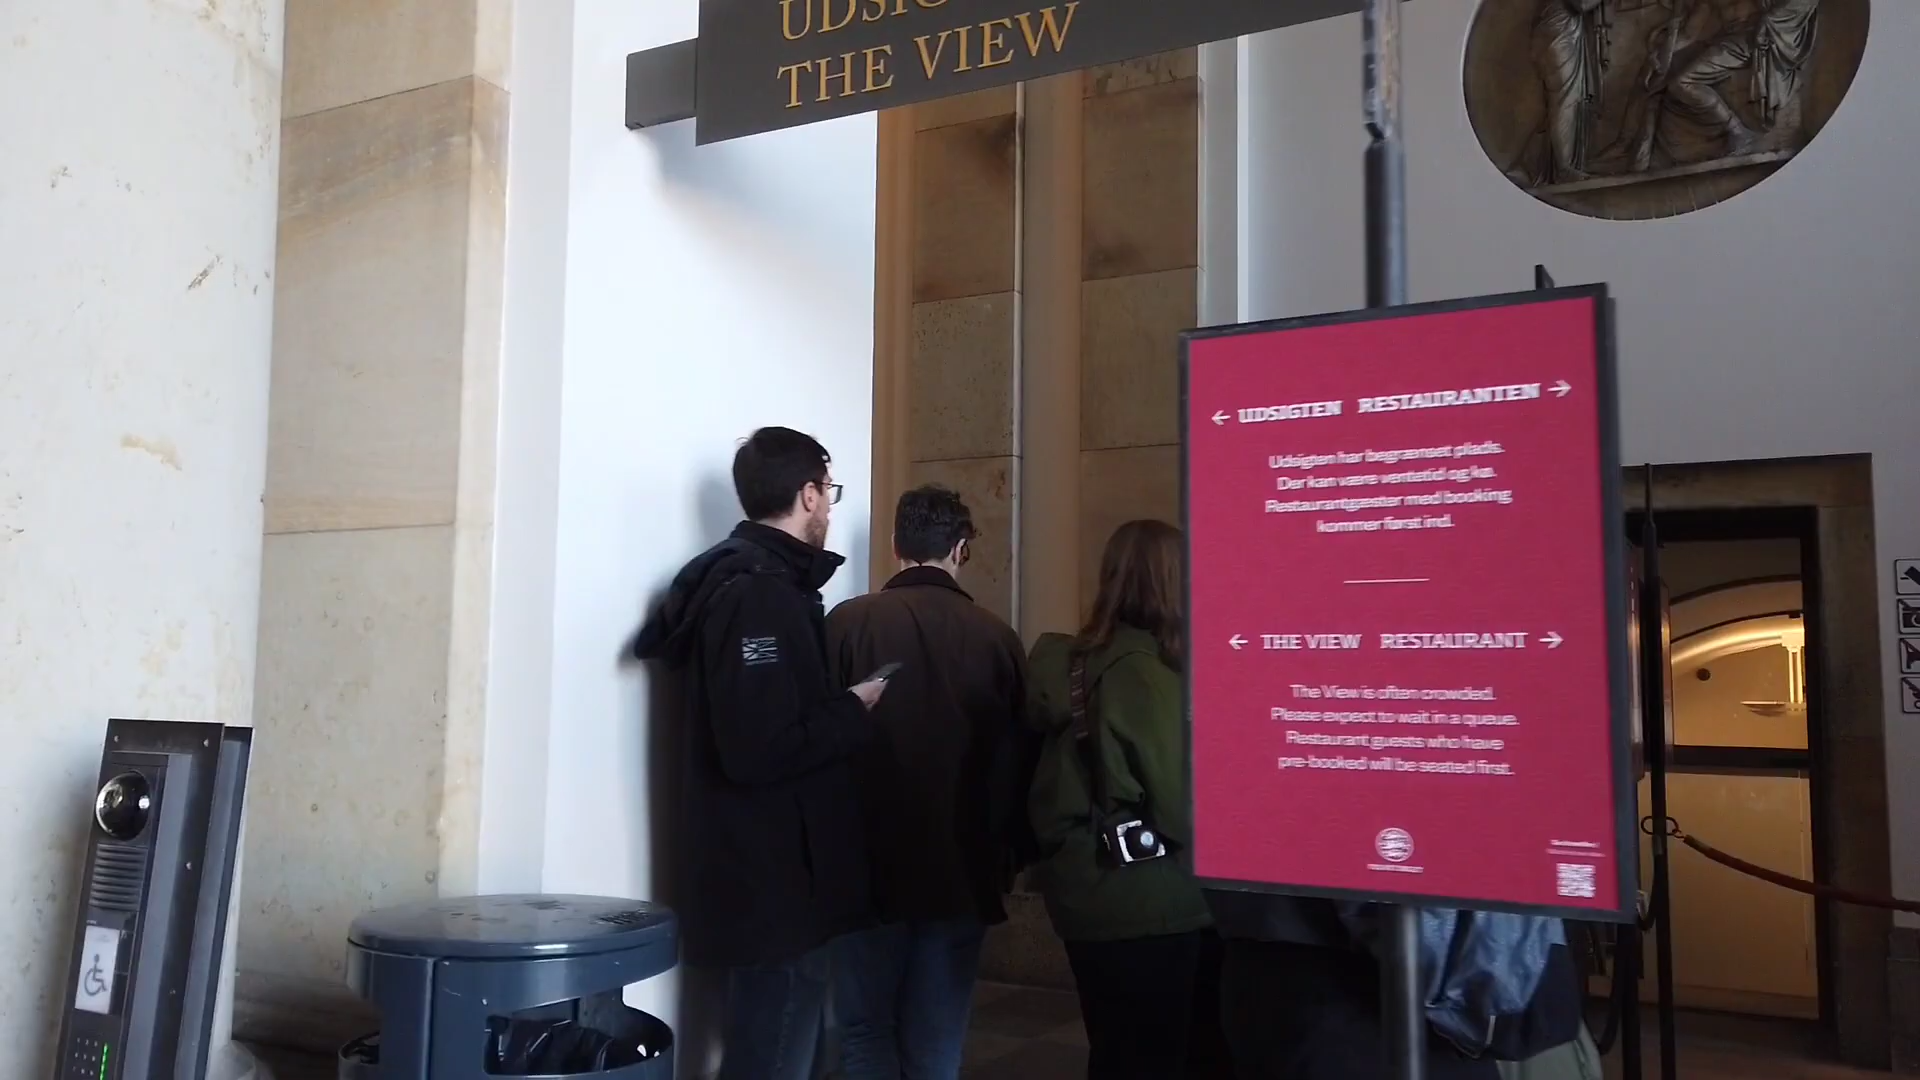 THE VIEW
← UDSIGTEN RESTAURANTEN →
Udsigten har begrænset plads.
Der kan være ventetid og kø.
Restaurantgæster med booking
kommer først ind.
← THE VIEW RESTAURANT →
The View is often crowded.
Please expect to wait in a queue.
Restaurant guests who have
pre-booked will be seated first.